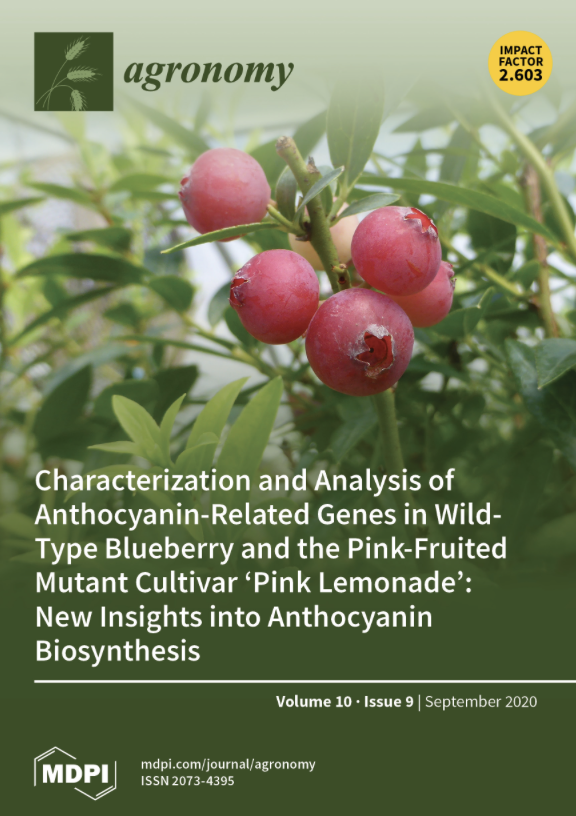 agronomy
IMPACT
FACTOR
2.603
Characterization and Analysis of
Anthocyanin-Related Genes in Wild-
Type Blueberry and the Pink-Fruited
Mutant Cultivar ‘Pink Lemonade’:
New Insights into Anthocyanin
Biosynthesis
Volume 10 · Issue 9 | September 2020
MDPI
mdpi.com/journal/agronomy
ISSN 2073-4395